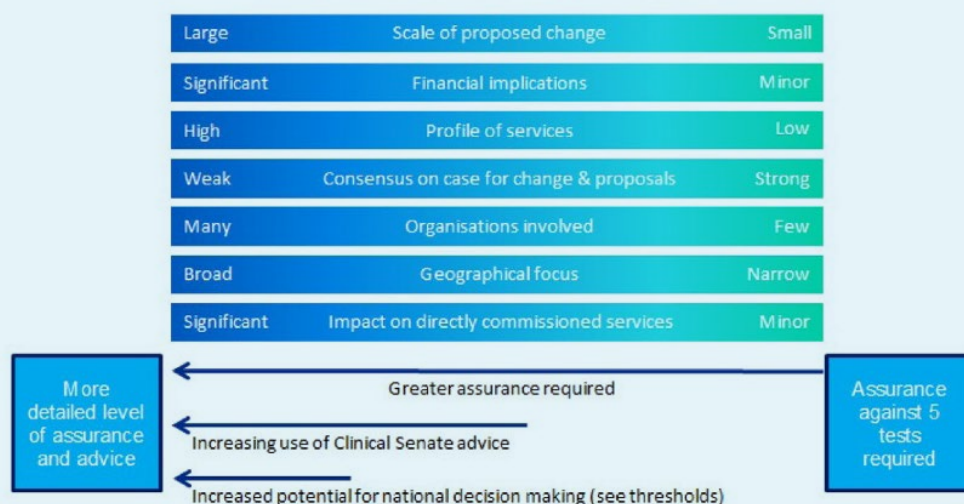 Large Scale of proposed change Small
Significant Financial implications Minor
High Profile of services Low
Weak Consensus on case for change & proposals Strong
Many Organisations involved Few
Broad Geographical focus Narrow
Significant Impact on directly commissioned services Minor
More
detailed level
of assurance
and advice
Greater assurance required
Increasing use of Clinical Senate advice
Increased potential for national decision making (see thresholds)
Assurance
against 5
tests
required